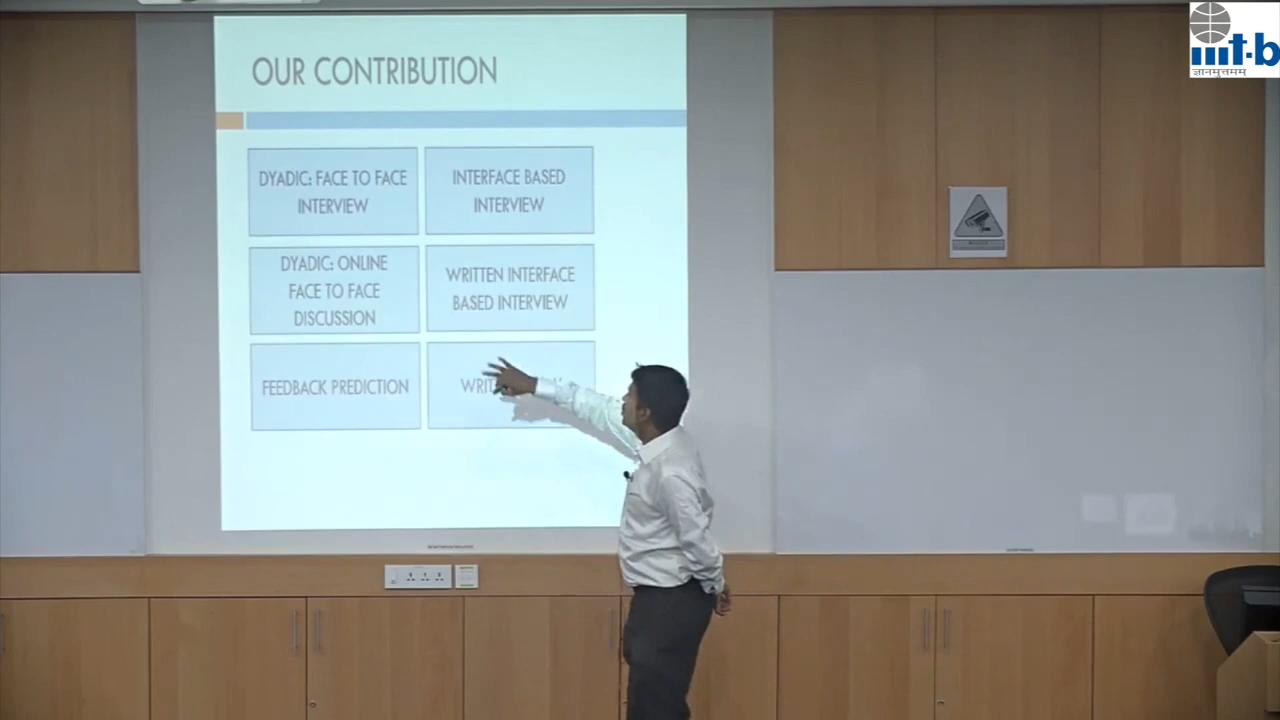 iiit-b
ज्ञानमुत्तमम्
OUR CONTRIBUTION
DYADIC: FACE TO FACE
INTERVIEW
INTERFACE BASED
INTERVIEW
DYADIC: ONLINE
FACE TO FACE
DISCUSSION
WRITTEN INTERFACE
BASED INTERVIEW
FEEDBACK PREDICTION